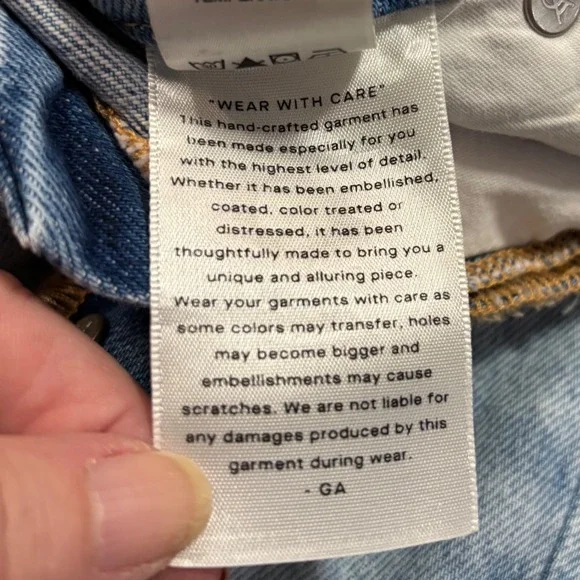 "WEAR WITH CARE"
This hand-crafted garment has
been made especially for you
with the highest level of detail.
Whether it has been embellished,
coated, color treated or
distressed, it has been
thoughtfully made to bring you a
unique and alluring piece.
Wear your garments with care as
some colors may transfer, holes
may become bigger and
embellishments may cause
scratches. We are not liable for
any damages produced by this
garment during wear.
- GA